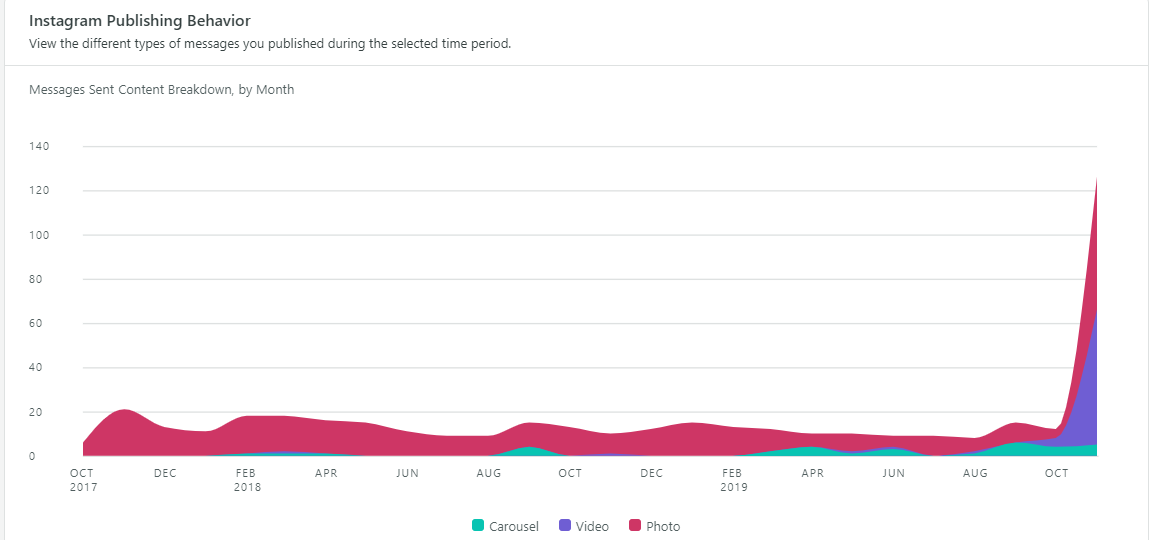 Instagram Publishing Behavior
View the different types of messages you published during the selected time period.
Messages Sent Content Breakdown, by Month
140
120
100
80
60
40
20
0
OCT DEC FEB APR JUN AUG OCT DEC FEB APR JUN AUG OCT
2017 2018 2019
Carousel Video Photo